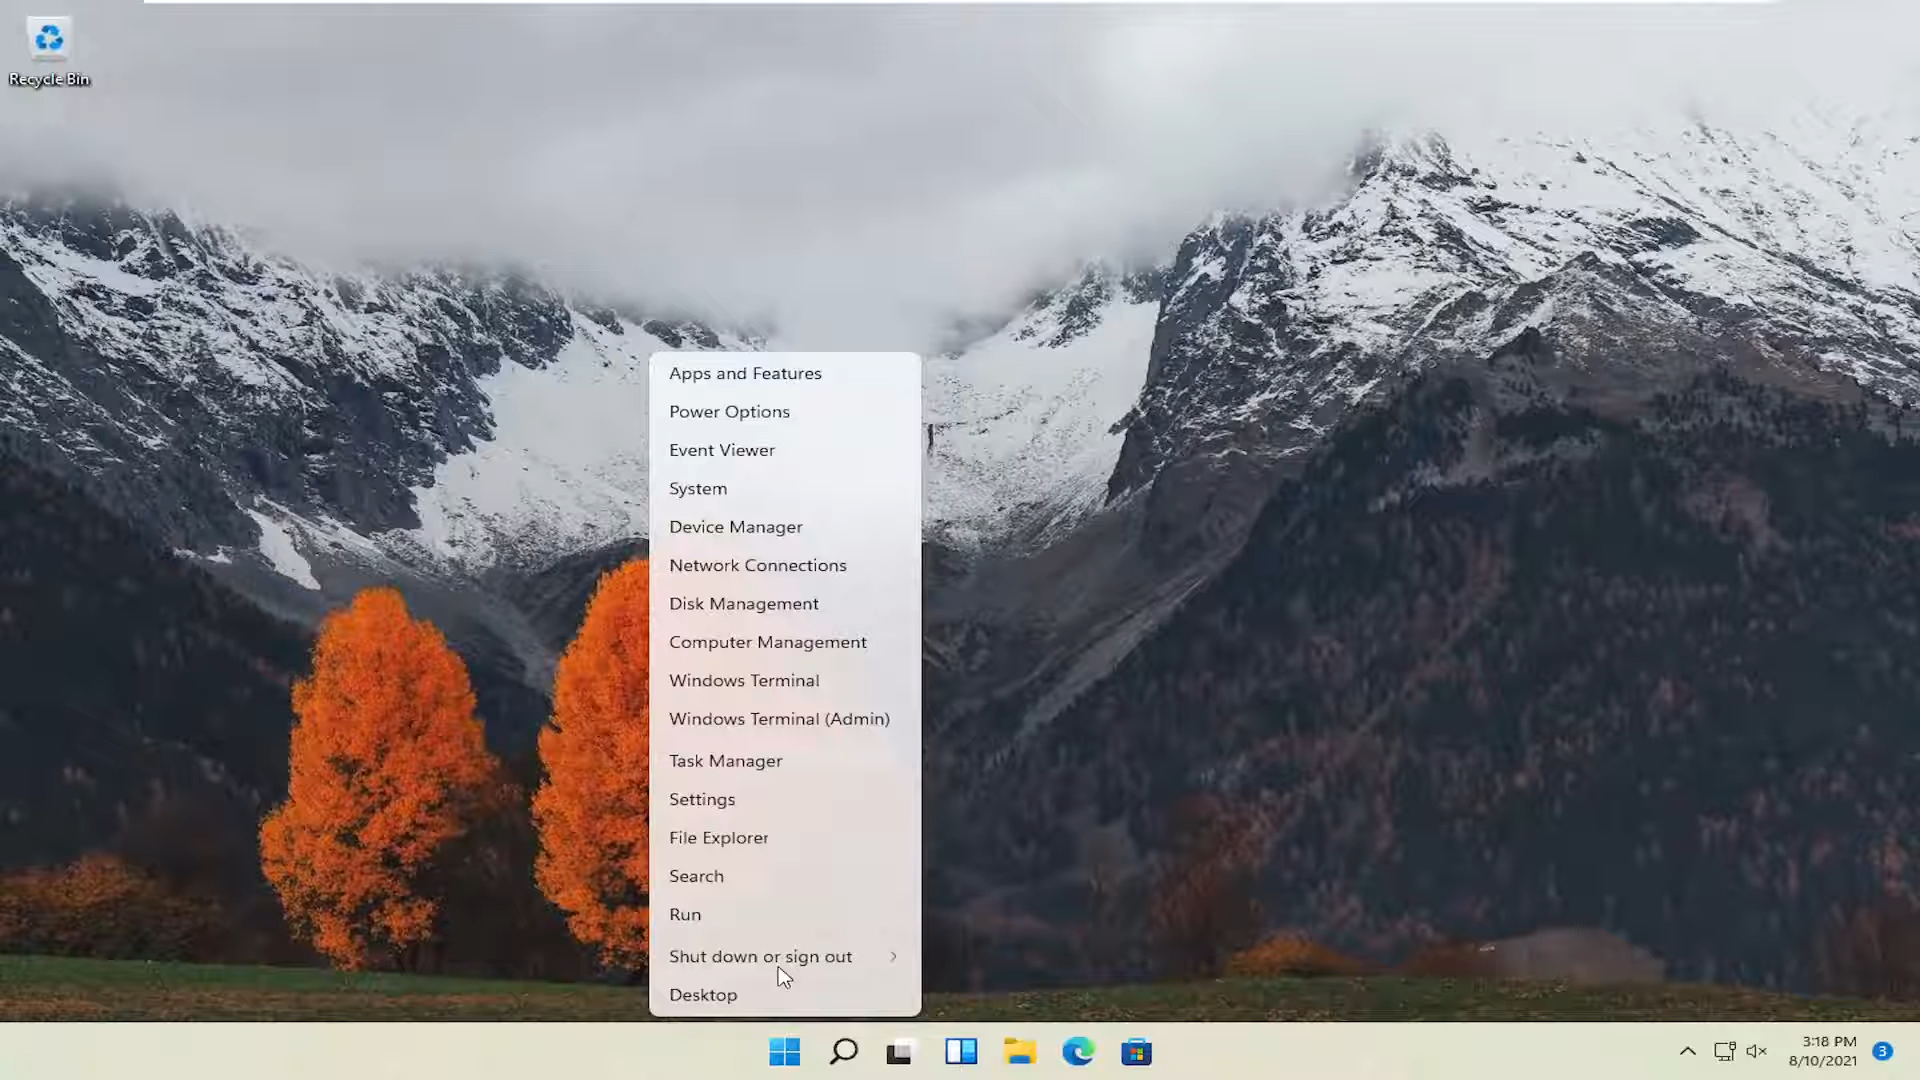 Recycle Bin
Apps and Features
Power Options
Event Viewer
System
Device Manager
Network Connections
Disk Management
Computer Management
Windows Terminal
Windows Terminal (Admin)
Task Manager
Settings
File Explorer
Search
Run
Shut down or sign out
Desktop
3:18 PM
8/10/2021
3